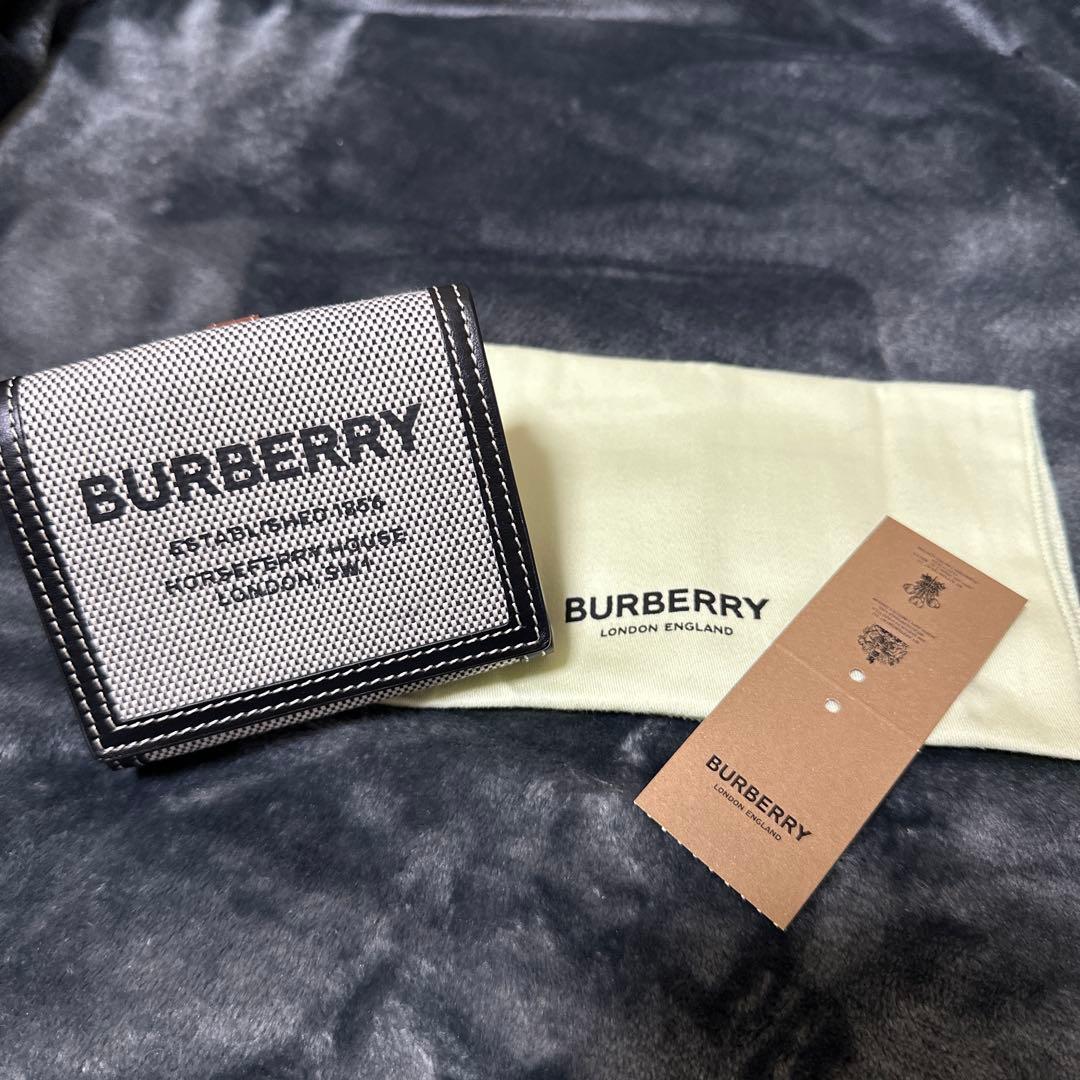 BURBERRY
ESTABLISHED 1856
HORSEFERRY HOUSE
LONDON, SW1
BURBERRY
LONDON ENGLAND
BURBERRY
LONDON ENGLAND